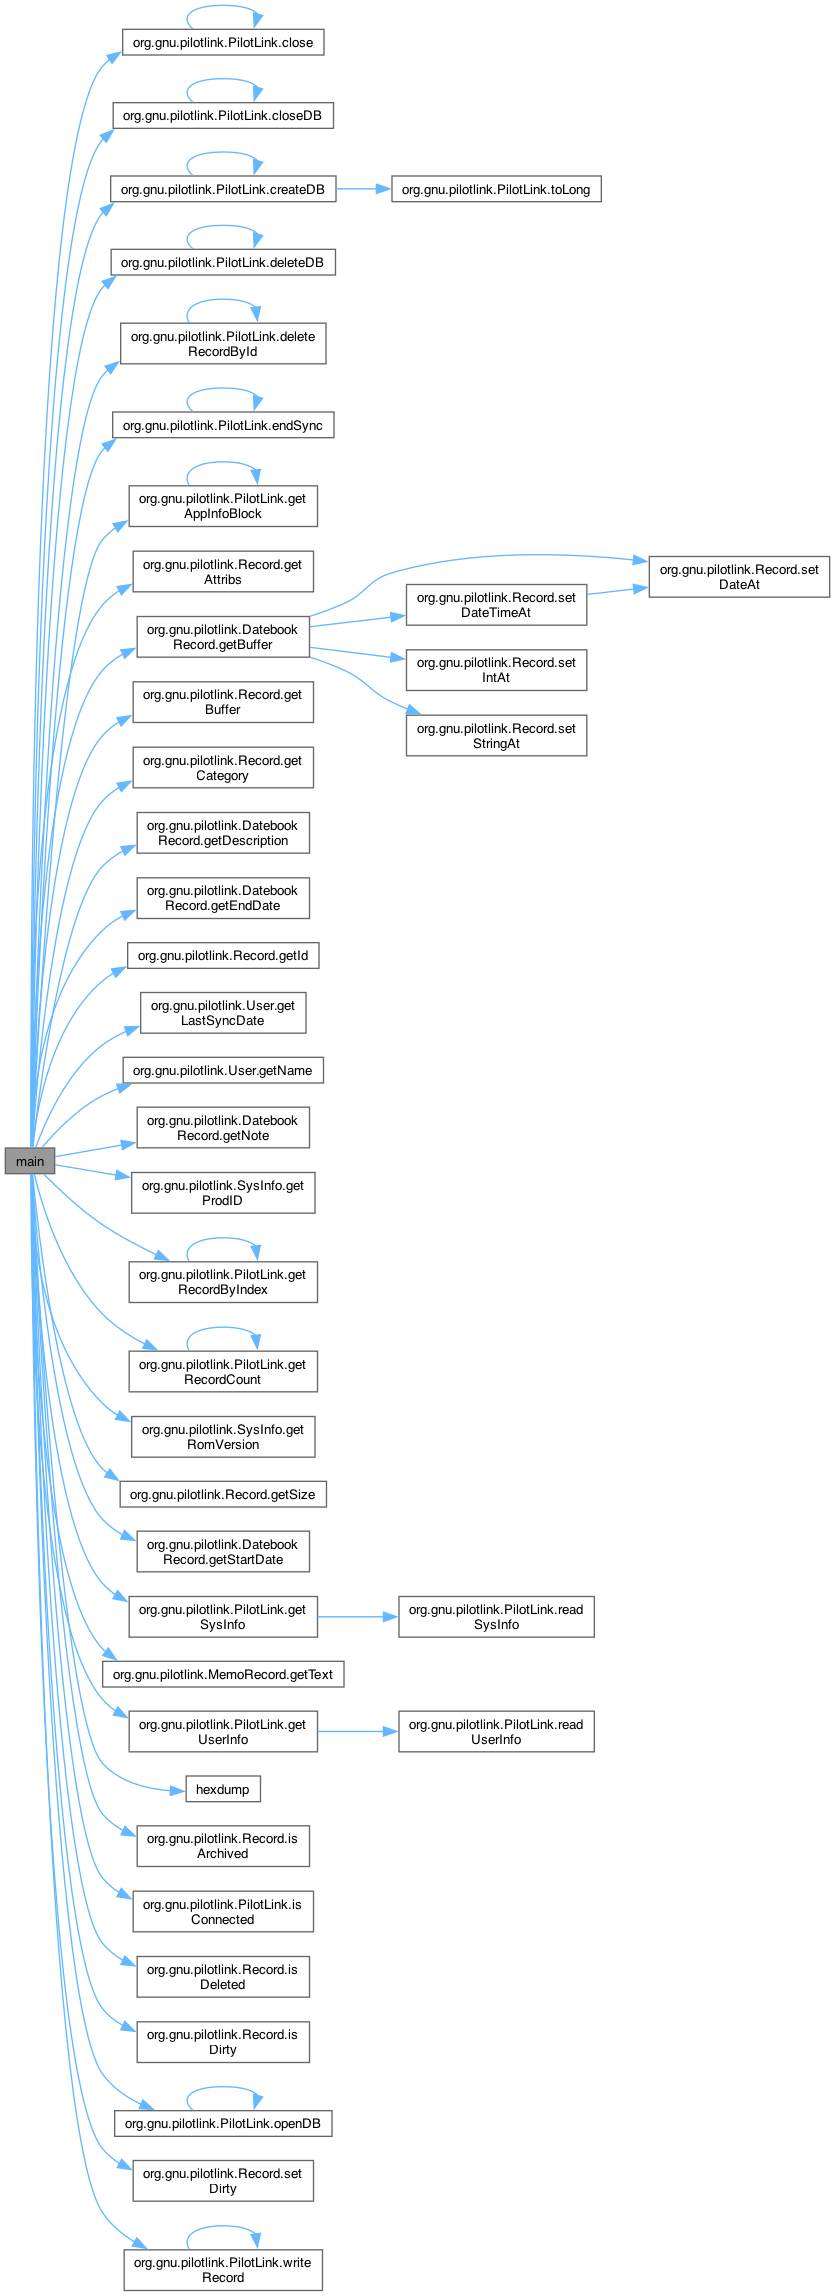 org.gnu.pilotlink.PilotLink.close
org.gnu.pilotlink.PilotLink.closeDB
org.gnu.pilotlink.PilotLink.createDB
org.gnu.pilotlink.PilotLink.toLong
org.gnu.pilotlink.PilotLink.deleteDB
org.gnu.pilotlink.PilotLink.delete
RecordById
org.gnu.pilotlink.PilotLink.endSync
org.gnu.pilotlink.PilotLink.get
AppInfoBlock
org.gnu.pilotlink.Record.get
Attribs
org.gnu.pilotlink.Datebook
Record.getBuffer
org.gnu.pilotlink.Record.set
DateTimeAt
org.gnu.pilotlink.Record.set
DateAt
org.gnu.pilotlink.Record.set
IntAt
org.gnu.pilotlink.Record.set
StringAt
org.gnu.pilotlink.Record.get
Buffer
org.gnu.pilotlink.Record.get
Category
org.gnu.pilotlink.Datebook
Record.getDescription
org.gnu.pilotlink.Datebook
Record.getEndDate
org.gnu.pilotlink.Record.getId
org.gnu.pilotlink.User.get
LastSyncDate
org.gnu.pilotlink.User.getName
org.gnu.pilotlink.Datebook
Record.getNote
main
org.gnu.pilotlink.SysInfo.get
ProdID
org.gnu.pilotlink.PilotLink.get
RecordByIndex
org.gnu.pilotlink.PilotLink.get
RecordCount
org.gnu.pilotlink.SysInfo.get
RomVersion
org.gnu.pilotlink.Record.getSize
org.gnu.pilotlink.Datebook
Record.getStartDate
org.gnu.pilotlink.PilotLink.get
SysInfo
org.gnu.pilotlink.PilotLink.read
SysInfo
org.gnu.pilotlink.MemoRecord.getText
org.gnu.pilotlink.PilotLink.get
UserInfo
org.gnu.pilotlink.PilotLink.read
UserInfo
hexdump
org.gnu.pilotlink.Record.is
Archived
org.gnu.pilotlink.PilotLink.is
Connected
org.gnu.pilotlink.Record.is
Deleted
org.gnu.pilotlink.Record.is
Dirty
org.gnu.pilotlink.PilotLink.openDB
org.gnu.pilotlink.Record.set
Dirty
org.gnu.pilotlink.PilotLink.write
Record